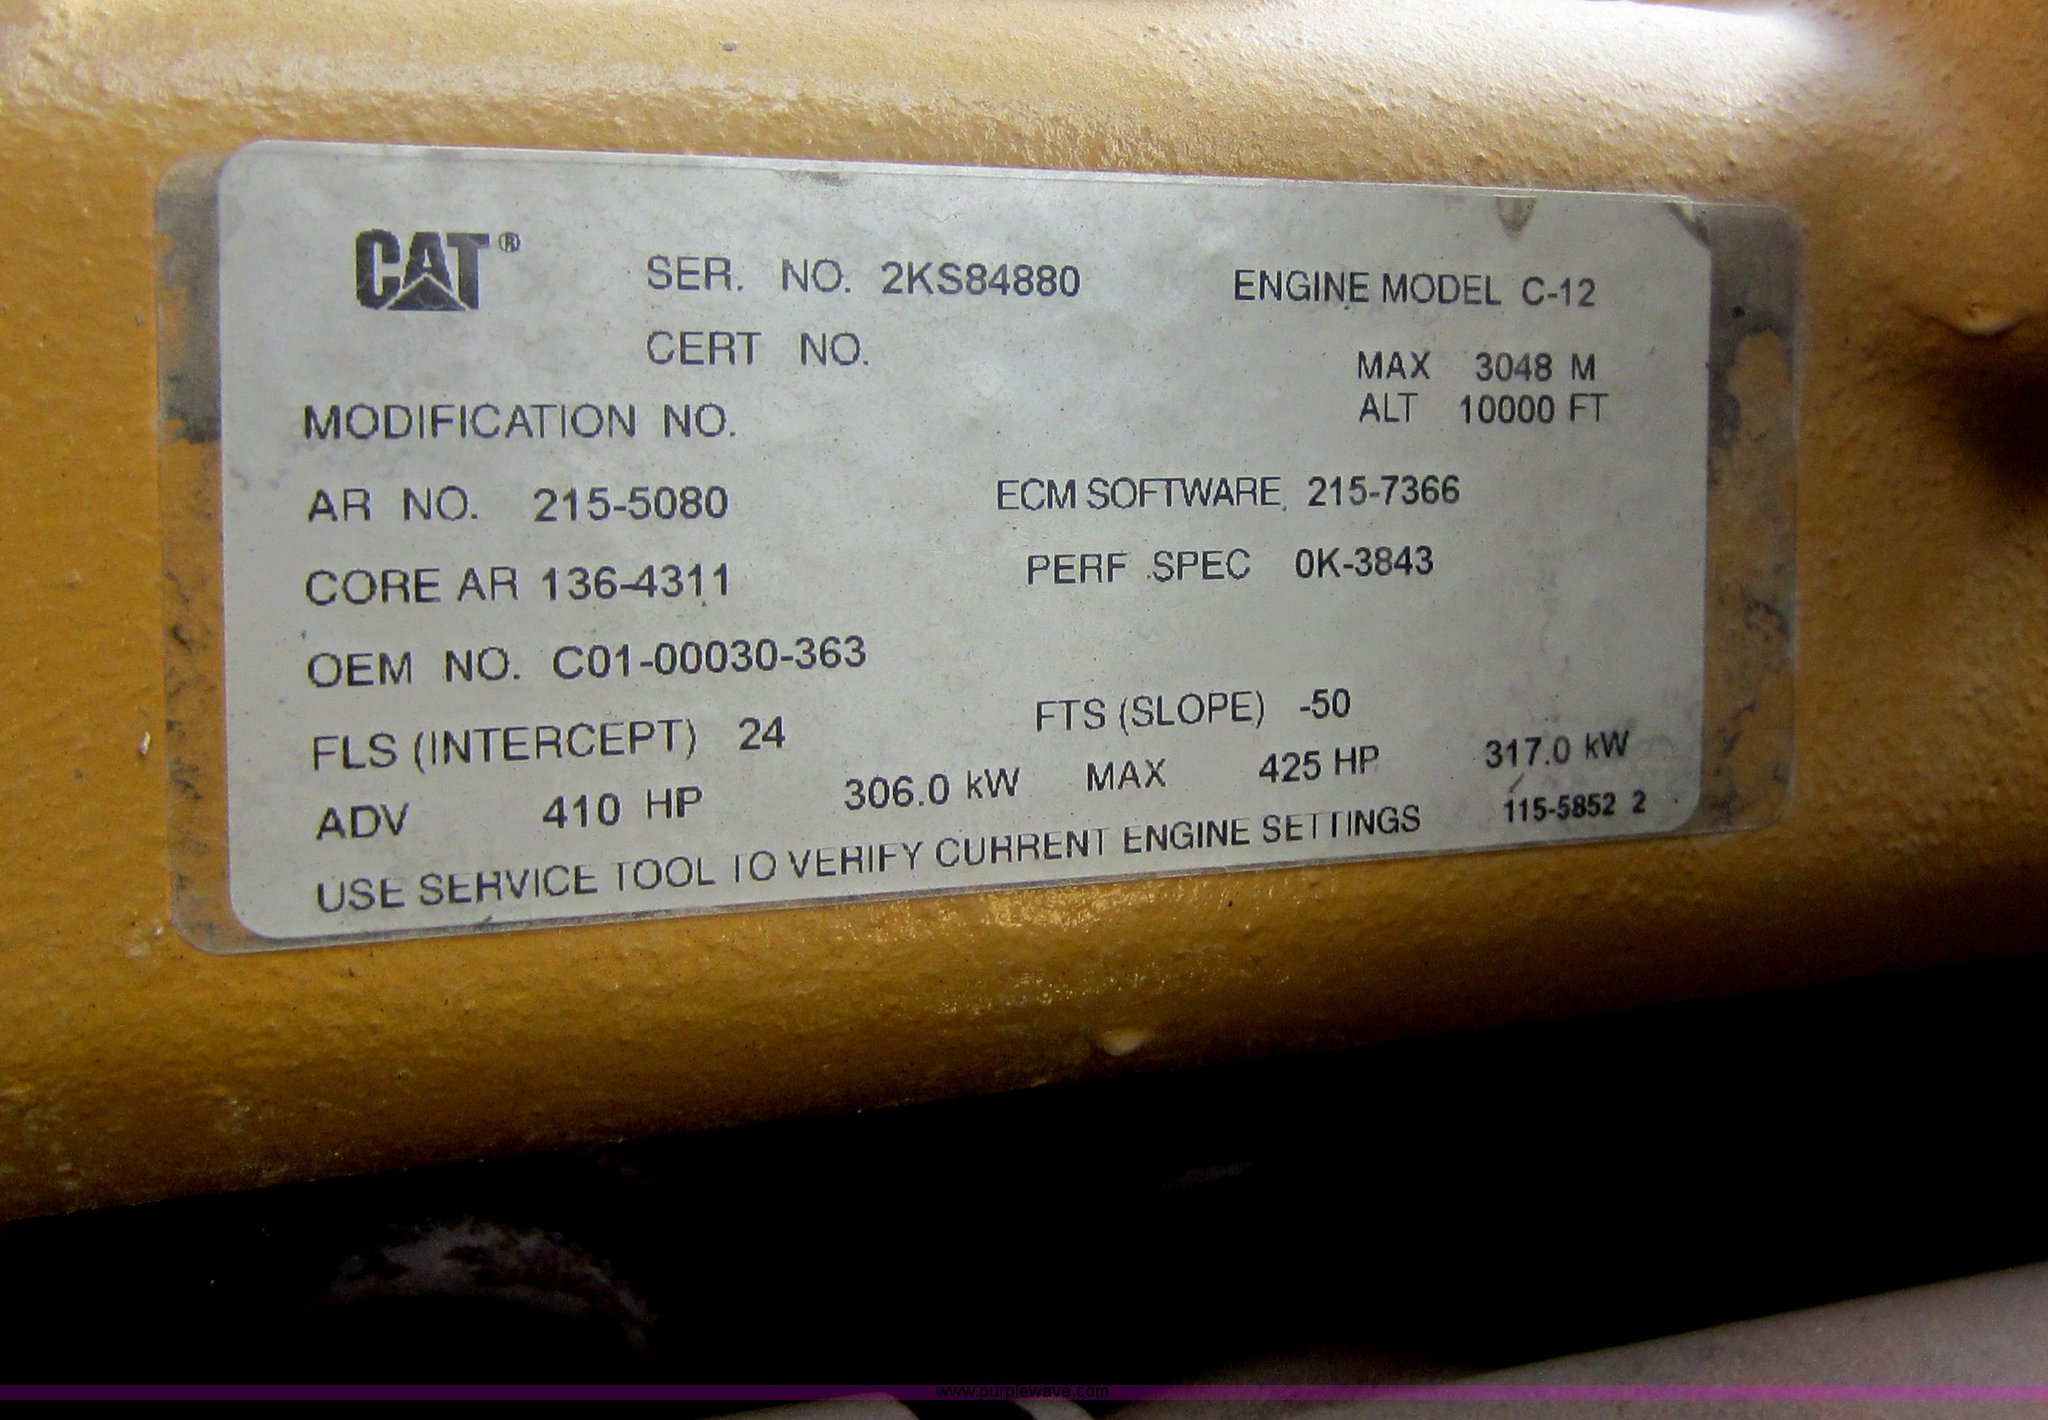 CAT® SER. NO. 2KS84880 ENGINE MODEL C-12
CERT NO. MAX 3048 M
MODIFICATION NO. ALT 10000 FT
AR NO. 215-5080 ECM SOFTWARE 215-7366
CORE AR 136-4311 PERF SPEC 0K-3843
OEM NO. C01-00030-363
FLS (INTERCEPT) 24 FTS (SLOPE) -50
ADV 410 HP 306.0 kW MAX 425 HP 317.0 kW
USE SERVICE TOOL TO VERIFY CURRENT ENGINE SETTINGS 115-5852 2
www.purplewave.com